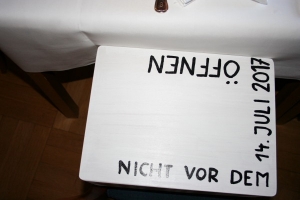 NICHT VOR DEM
14. JULI 2017
ÖFFNEN